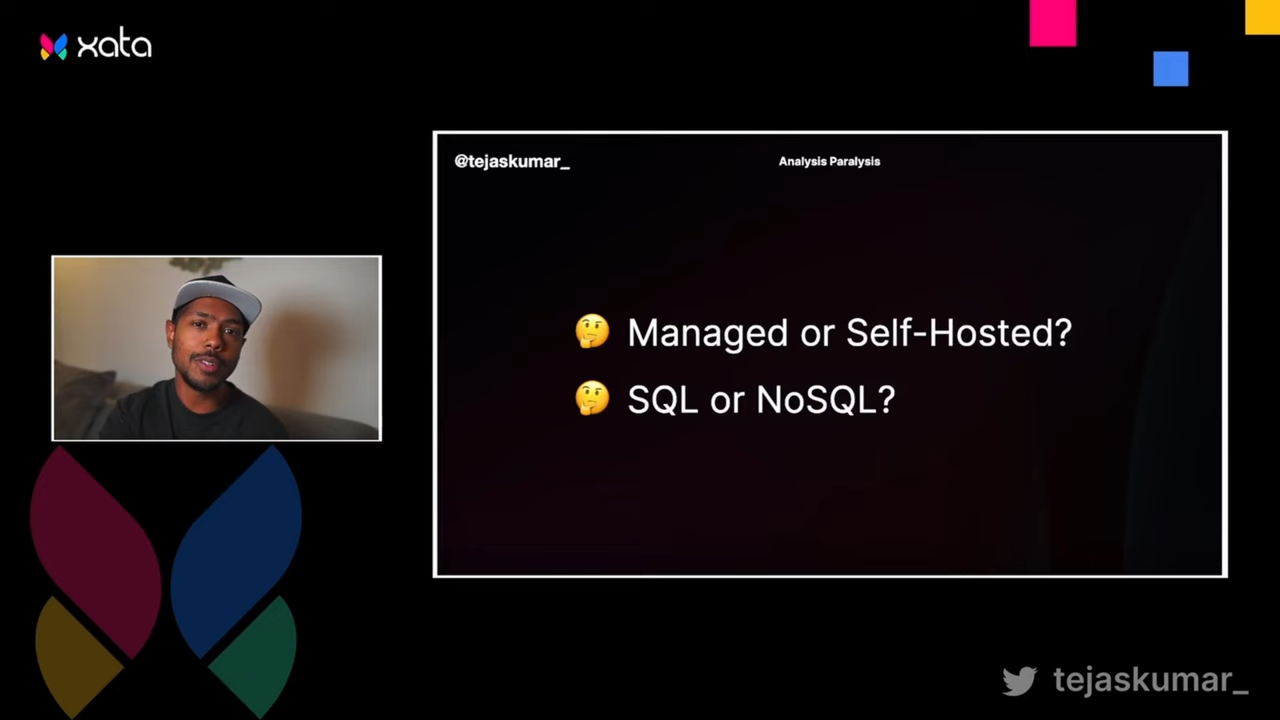 xata
@tejaskumar_
Analysis Paralysis
🤔 Managed or Self-Hosted?
🤔 SQL or NoSQL?
tejaskumar_